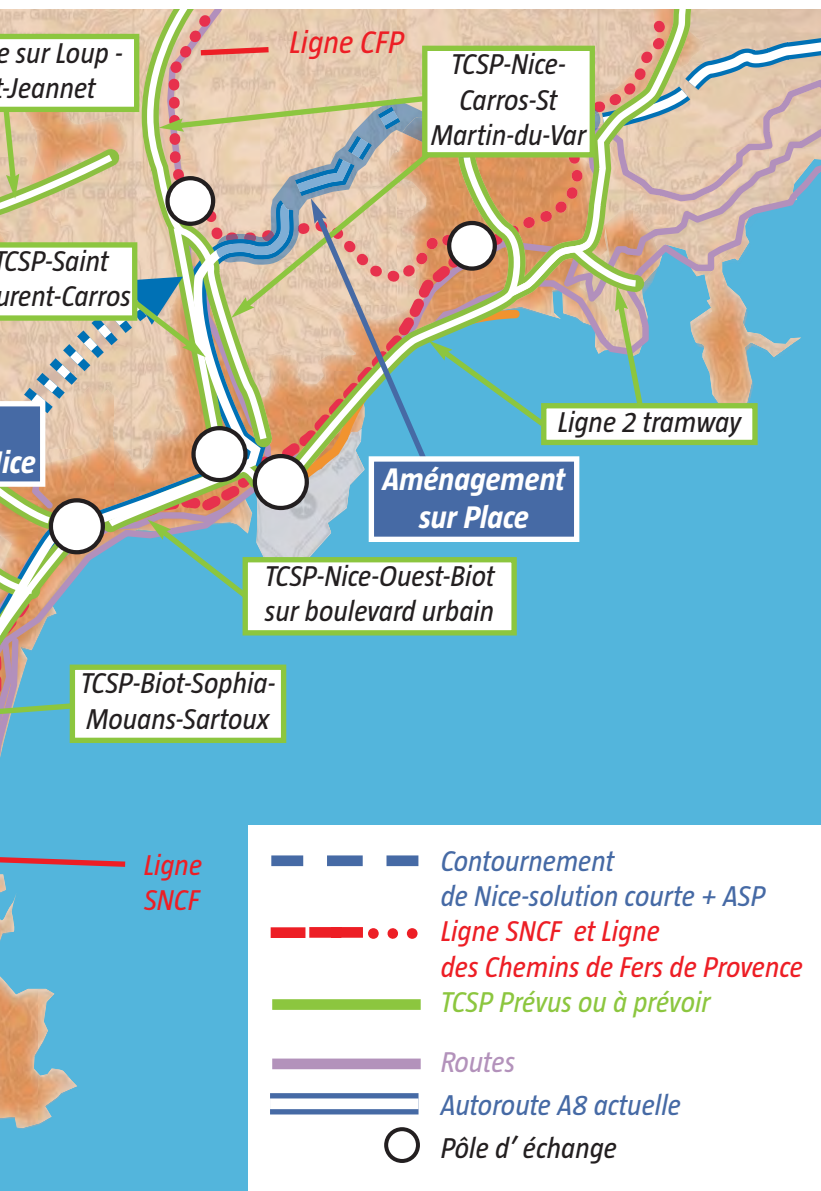 Ligne CFP
e sur Loup -
t-Jeannet
TCSP-Nice-
Carros-St
Martin-du-Var
TCSP-Saint
urent-Carros
Nice
Ligne 2 tramway
Aménagement
sur Place
TCSP-Nice-Ouest-Biot
sur boulevard urbain
TCSP-Biot-Sophia-
Mouans-Sartoux
Ligne
SNCF
Contournement
de Nice-solution courte + ASP
Ligne SNCF et Ligne
des Chemins de Fers de Provence
TCSP Prévus ou à prévoir
Routes
Autoroute A8 actuelle
Pôle d’ échange